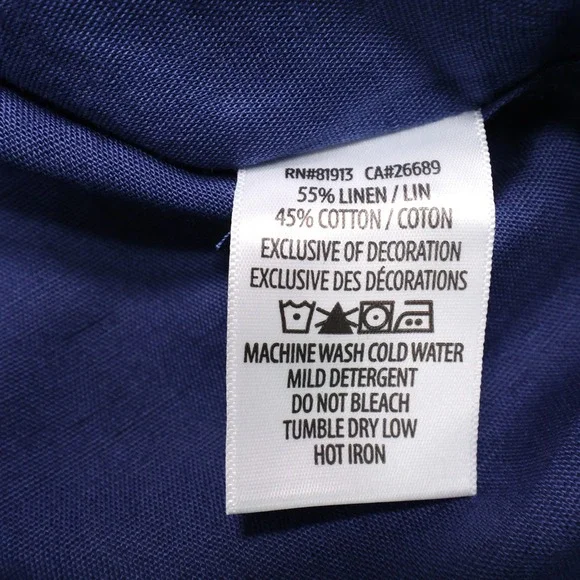 RN#81913 CA#26689
55% LINEN / LIN
45% COTTON / COTON
EXCLUSIVE OF DECORATION
EXCLUSIVE DES DÉCORATIONS
MACHINE WASH COLD WATER
MILD DETERGENT
DO NOT BLEACH
TUMBLE DRY LOW
HOT IRON